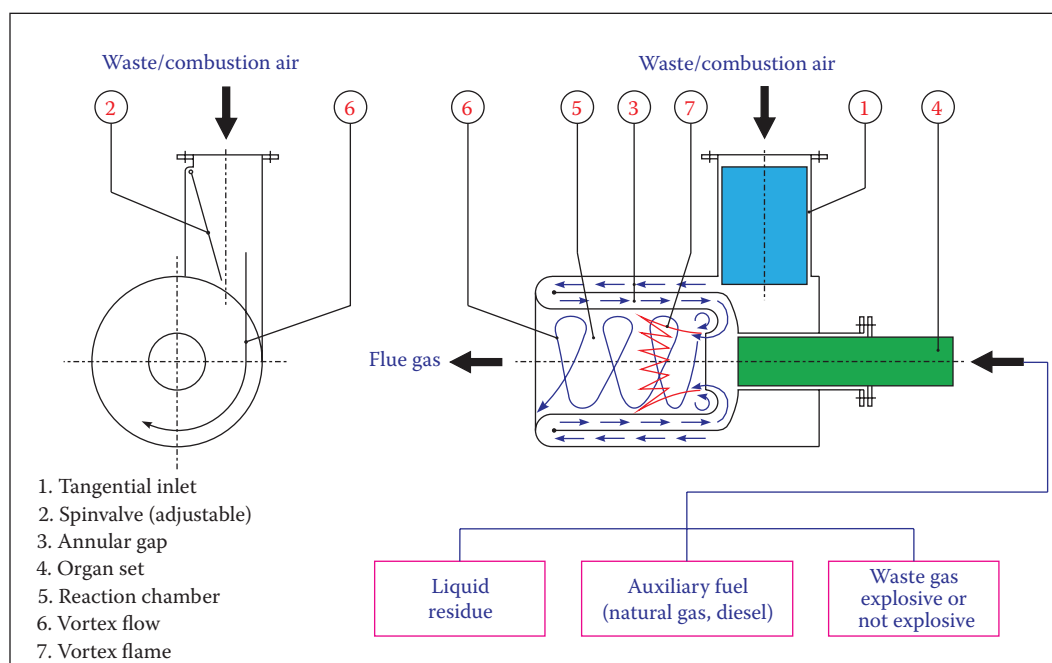 Waste/combustion air
Waste/combustion air
2
6
6
5
3
7
1
4
Flue gas
1. Tangential inlet
2. Spinvalve (adjustable)
3. Annular gap
4. Organ set
5. Reaction chamber
6. Vortex flow
7. Vortex flame
Liquid
residue
Auxiliary fuel
(natural gas, diesel)
Waste gas
explosive or
not explosive